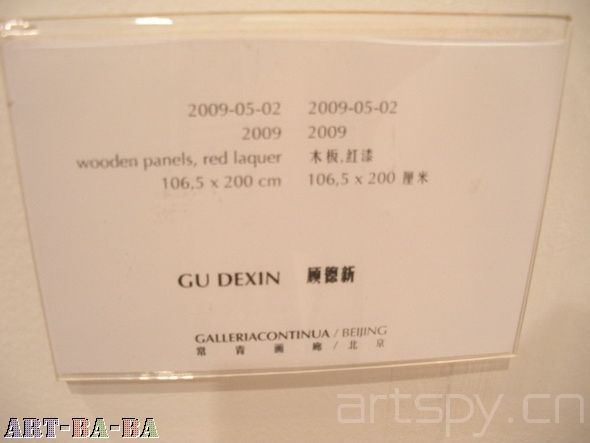 2009-05-02 2009-05-02
2009 2009
wooden panels, red laquer 木板,紅漆
106,5 x 200 cm 106,5 x 200 厘米
GU DEXIN 顾德新
GALLERIACONTINUA / BEIJING
常青画廊/北京
artspy.cn
ART-BA-BA